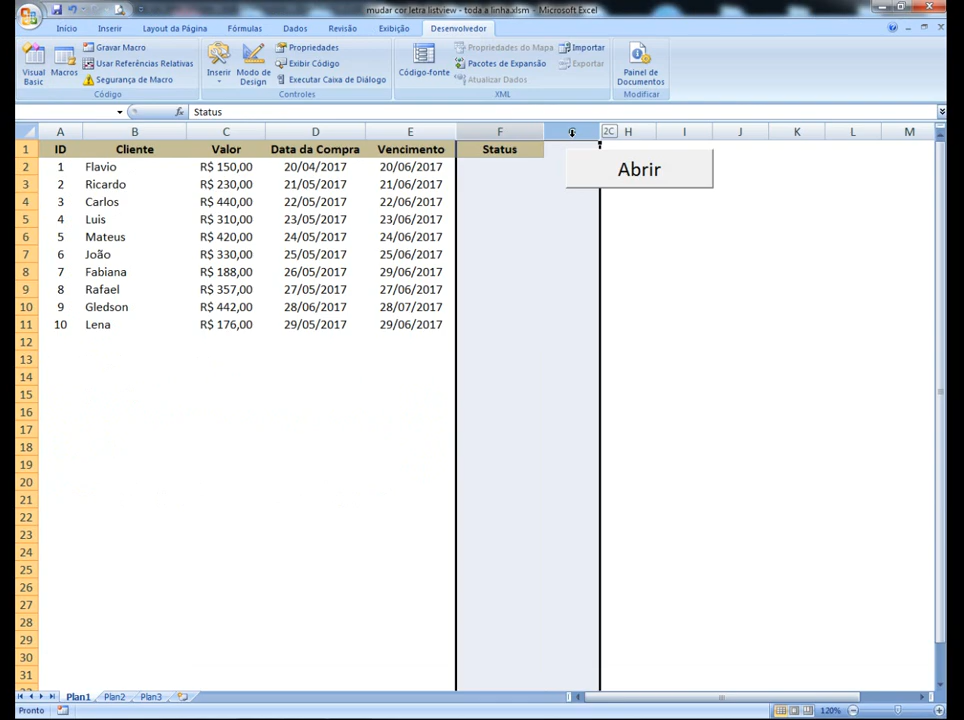 mudar cor letra listview - toda a linha.xlsm - Microsoft Excel
Início Inserir Layout da Página Fórmulas Dados Revisão Exibição Desenvolvedor
Visual Basic
Macros
Gravar Macro
Usar Referências Relativas
Segurança de Macro
Código
Inserir
Modo de Design
Propriedades
Exibir Código
Executar Caixa de Diálogo
Controles
Código-fonte
Propriedades do Mapa
Pacotes de Expansão
Atualizar Dados
Importar
Exportar
XML
Painel de Documentos
Modificar
fx Status
A B C D E F G 2C H I J K L M
1 ID Cliente Valor Data da Compra Vencimento Status
2 1 Flavio R$ 150,00 20/04/2017 20/06/2017
Abrir
3 2 Ricardo R$ 230,00 21/05/2017 21/06/2017
4 3 Carlos R$ 440,00 22/05/2017 22/06/2017
5 4 Luis R$ 310,00 23/05/2017 23/06/2017
6 5 Mateus R$ 420,00 24/05/2017 24/06/2017
7 6 João R$ 330,00 25/05/2017 25/06/2017
8 7 Fabiana R$ 188,00 26/05/2017 29/06/2017
9 8 Rafael R$ 357,00 27/05/2017 27/06/2017
10 9 Gledson R$ 442,00 28/06/2017 28/07/2017
11 10 Lena R$ 176,00 29/05/2017 29/06/2017
12
13
14
15
16
17
18
19
20
21
22
23
24
25
26
27
28
29
30
31
Plan1 Plan2 Plan3
Pronto 120%